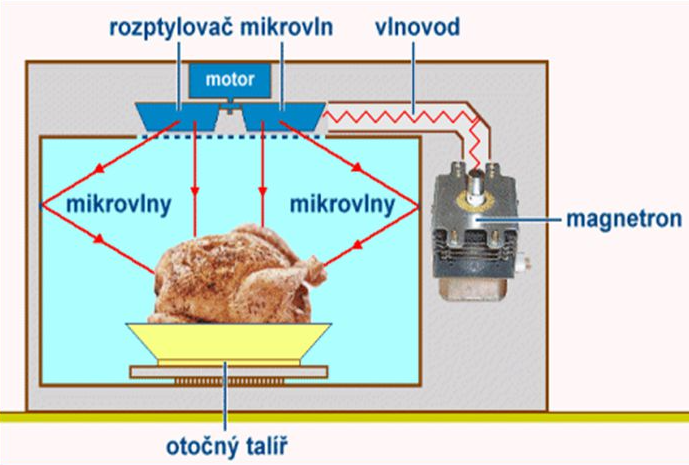 rozptylovač mikrovln
vlnovod
motor
mikrovlny
mikrovlny
magnetron
otočný talíř